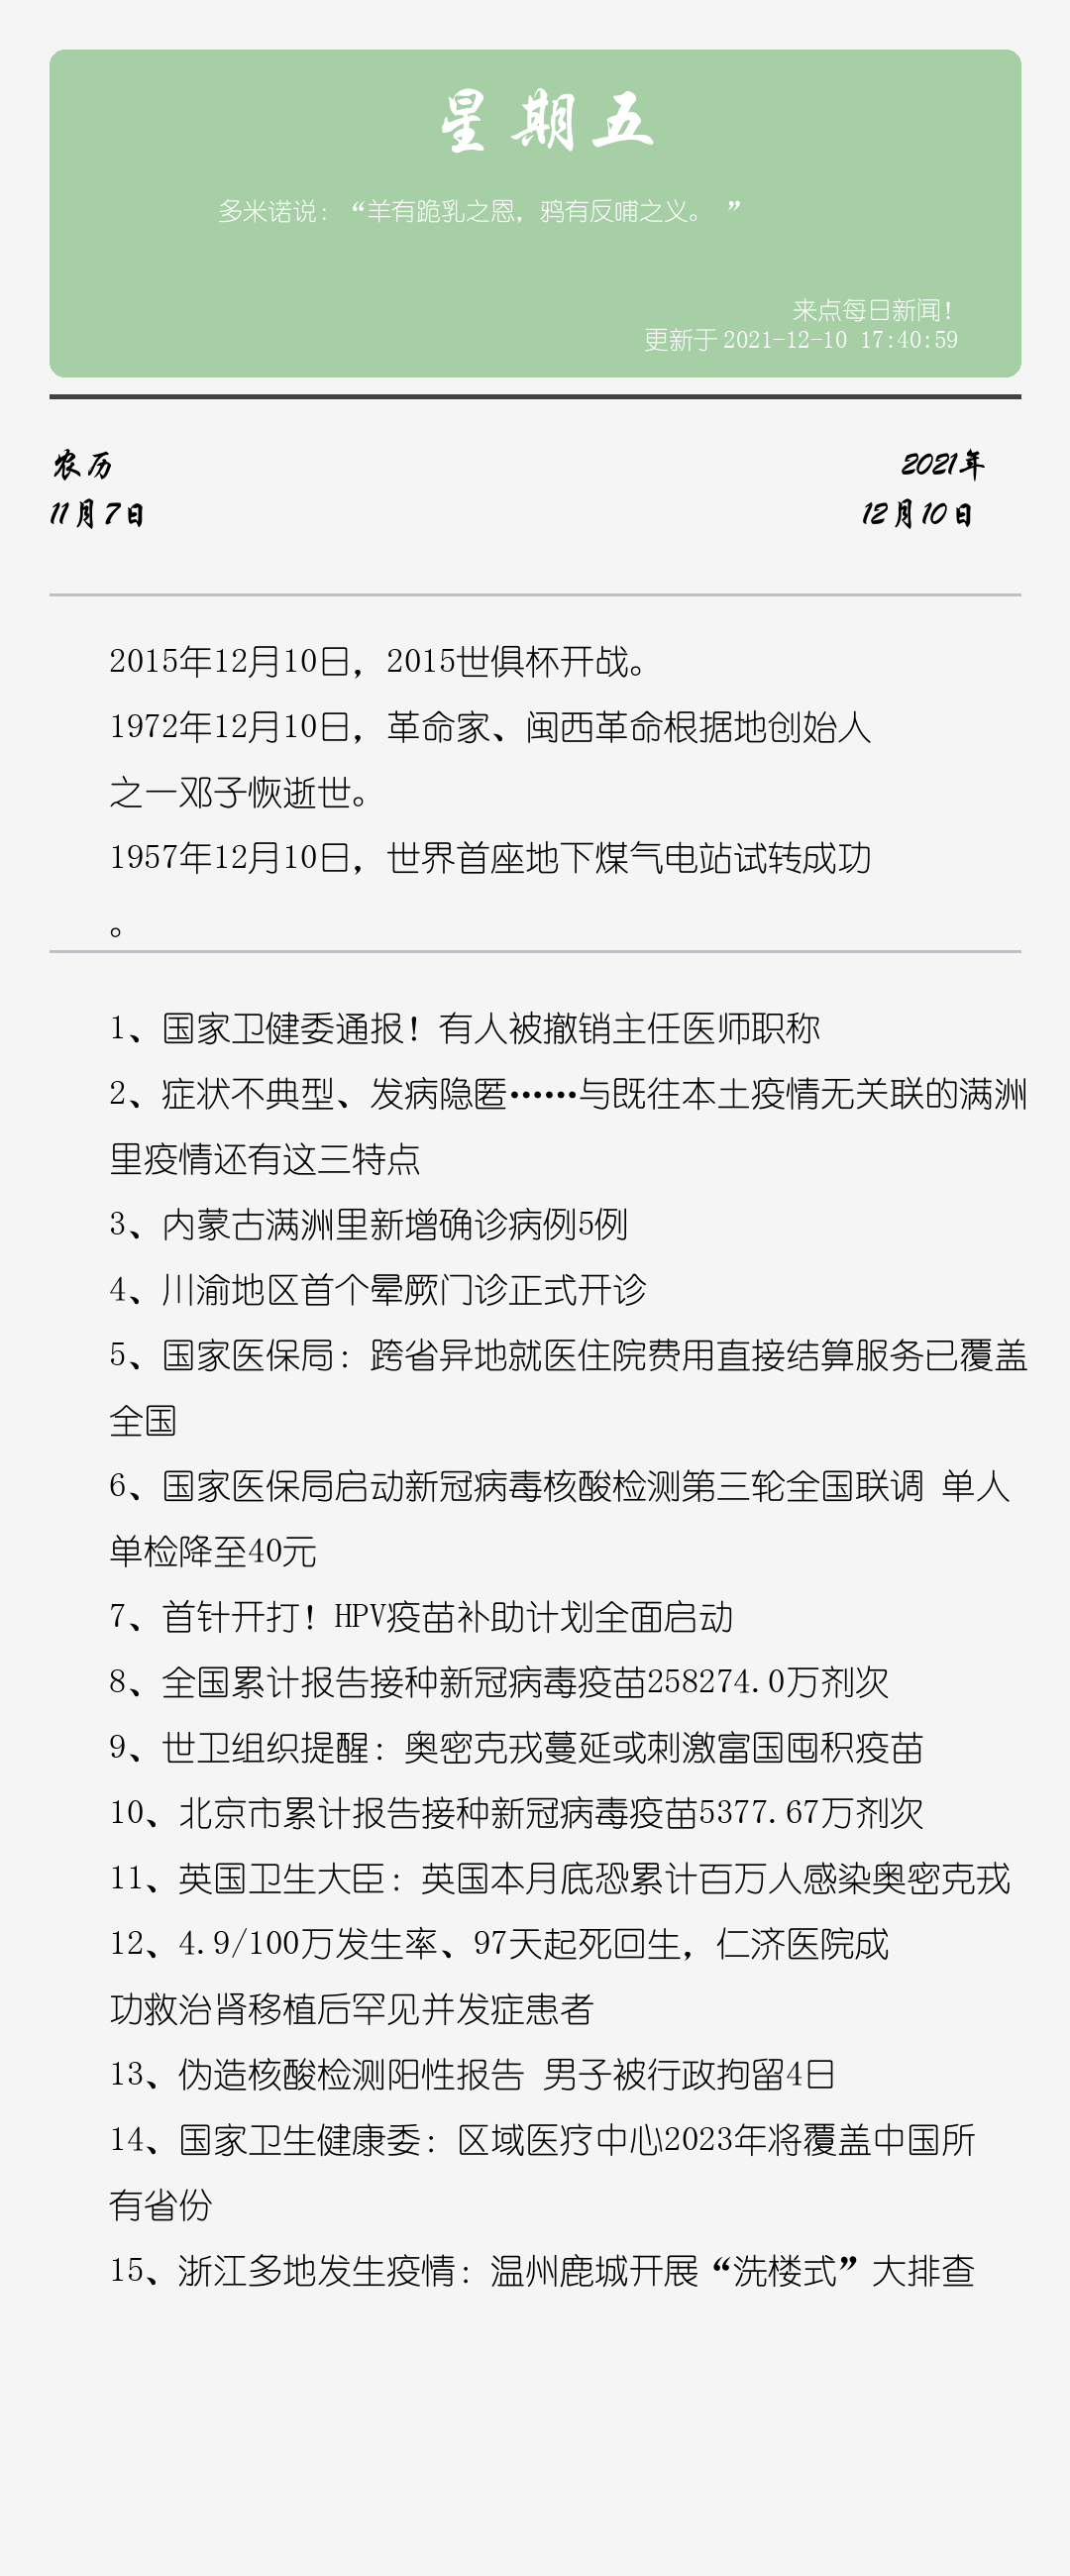 星期五
多米诺说：“羊有跪乳之恩，鸦有反哺之义。”
来点每日新闻！
更新于 2021-12-10 17:40:59
农历
2021年
11月7日
12月10日
2015年12月10日，2015世俱杯开战。
1972年12月10日，革命家、闽西革命根据地创始人
之一邓子恢逝世。
1957年12月10日，世界首座地下煤气电站试转成功
。
1、国家卫健委通报！有人被撤销主任医师职称
2、症状不典型、发病隐匿……与既往本土疫情无关联的满洲
里疫情还有这三特点
3、内蒙古满洲里新增确诊病例5例
4、川渝地区首个晕厥门诊正式开诊
5、国家医保局：跨省异地就医住院费用直接结算服务已覆盖
全国
6、国家医保局启动新冠病毒核酸检测第三轮全国联调 单人
单检降至40元
7、首针开打！HPV疫苗补助计划全面启动
8、全国累计报告接种新冠病毒疫苗258274.0万剂次
9、世卫组织提醒：奥密克戎蔓延或刺激富国囤积疫苗
10、北京市累计报告接种新冠病毒疫苗5377.67万剂次
11、英国卫生大臣：英国本月底恐累计百万人感染奥密克戎
12、4.9/100万发生率、97天起死回生，仁济医院成
功救治肾移植后罕见并发症患者
13、伪造核酸检测阳性报告 男子被行政拘留4日
14、国家卫生健康委：区域医疗中心2023年将覆盖中国所
有省份
15、浙江多地发生疫情：温州鹿城开展“洗楼式”大排查